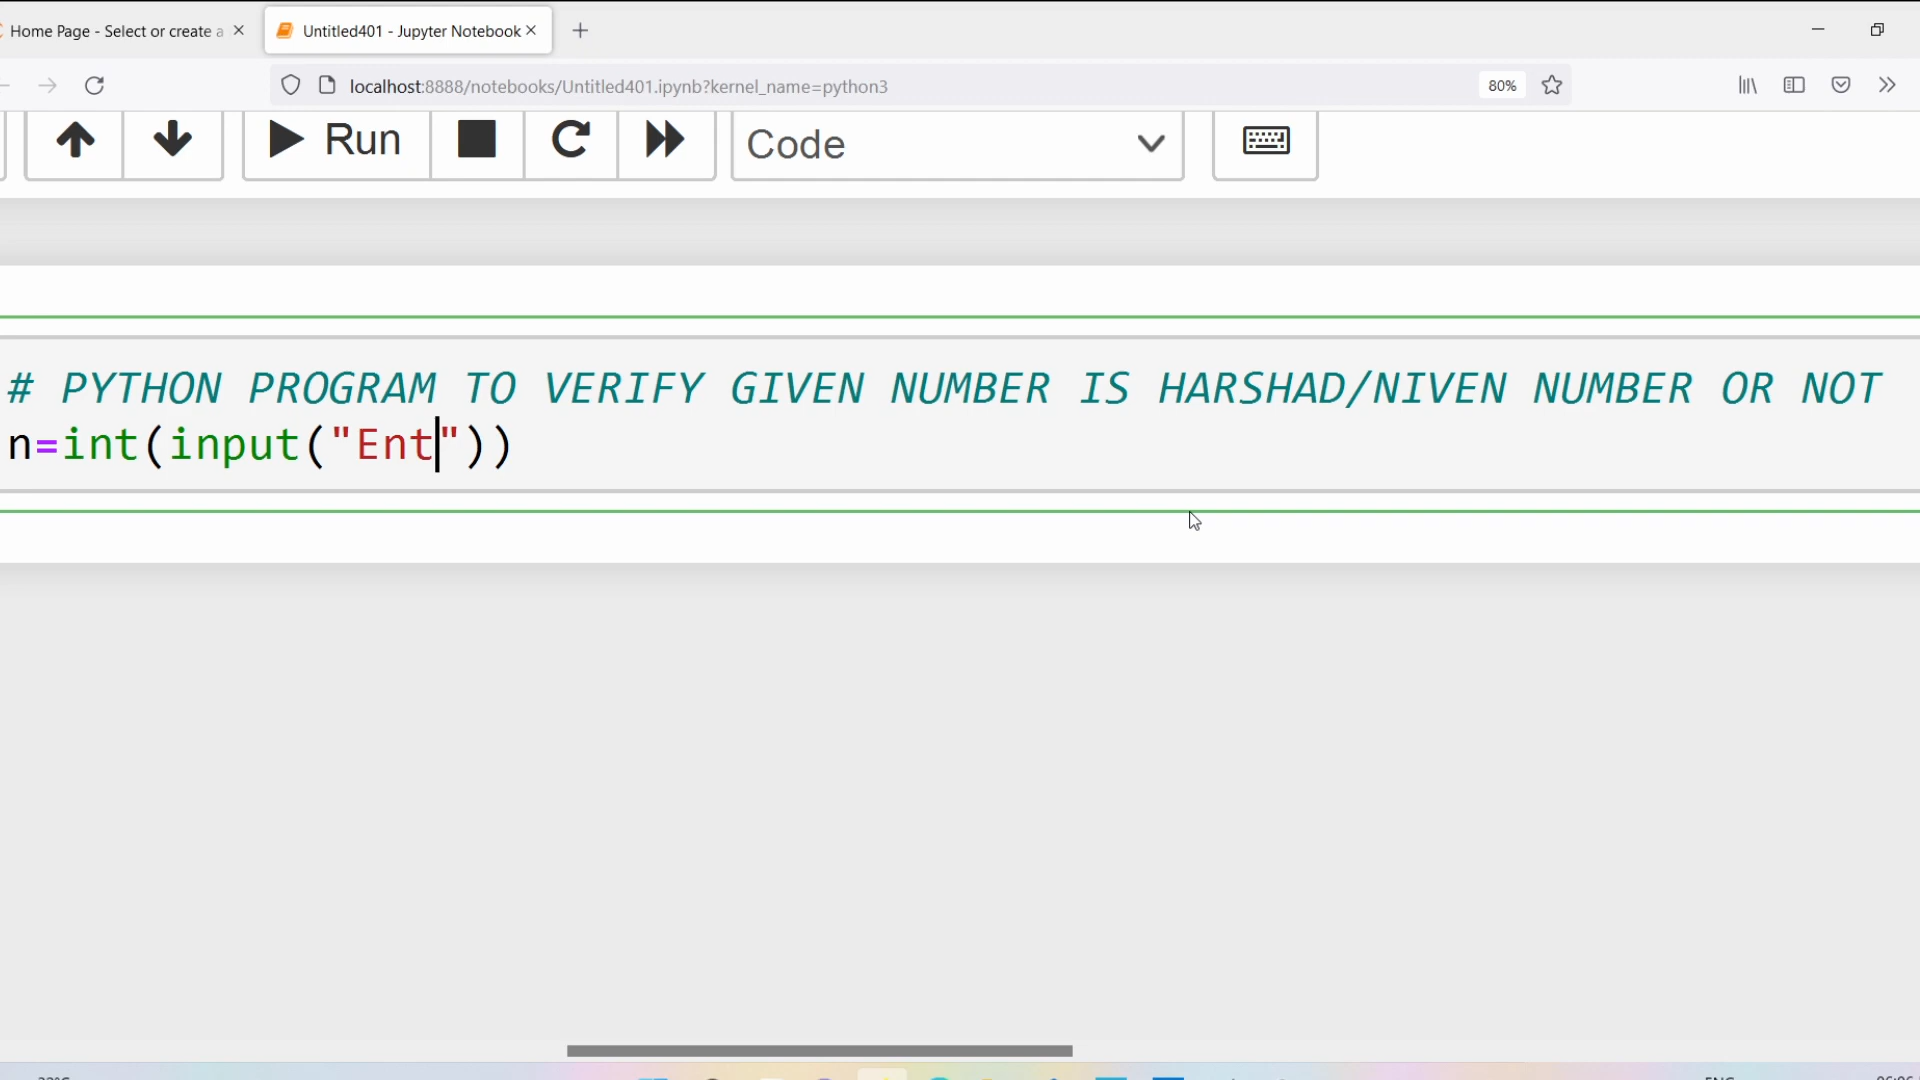 Home Page - Select or create a
Untitled401 - Jupyter Notebook
localhost:8888/notebooks/Untitled401.ipynb?kernel_name=python3
80%
Run
Code
# PYTHON PROGRAM TO VERIFY GIVEN NUMBER IS HARSHAD/NIVEN NUMBER OR NOT
n=int(input("Ent"))